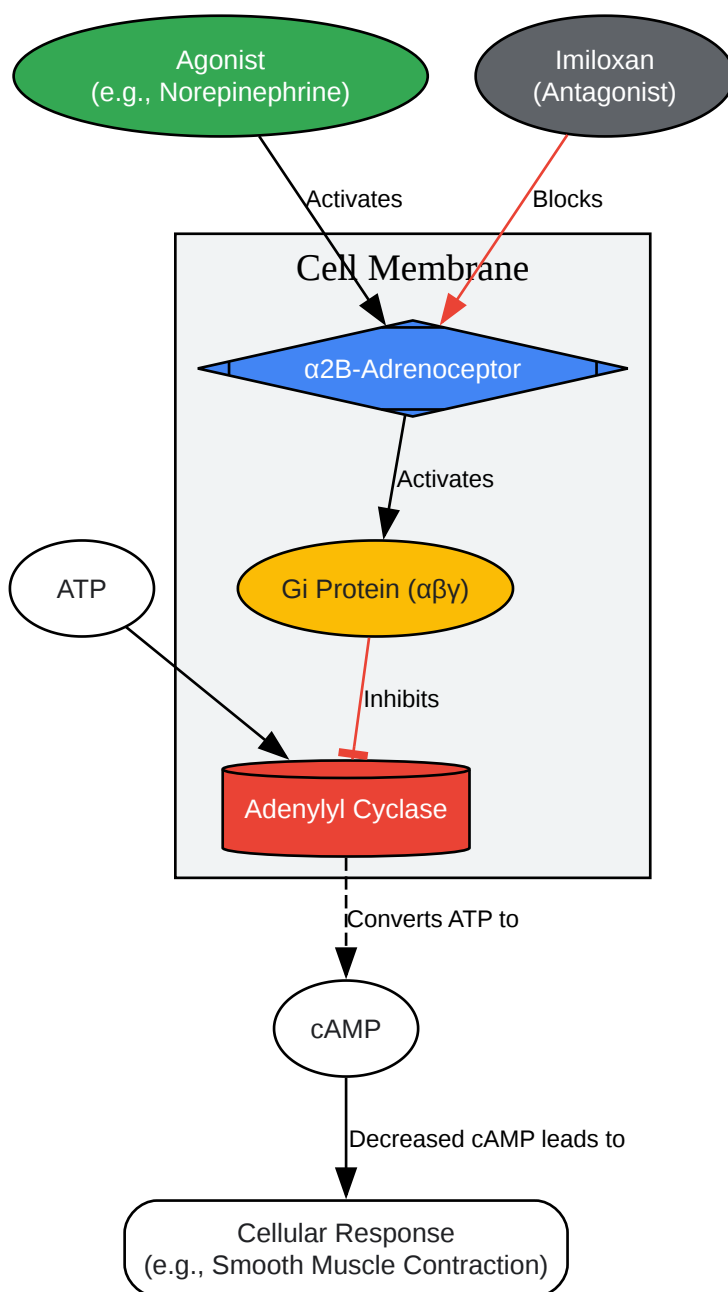 Agonist
(e.g., Norepinephrine)
Imiloxan
(Antagonist)
Activates
Blocks
Cell Membrane
α2B-Adrenoceptor
Activates
ATP
Gi Protein (αβγ)
Inhibits
Adenylyl Cyclase
Converts ATP to
cAMP
Decreased cAMP leads to
Cellular Response
(e.g., Smooth Muscle Contraction)